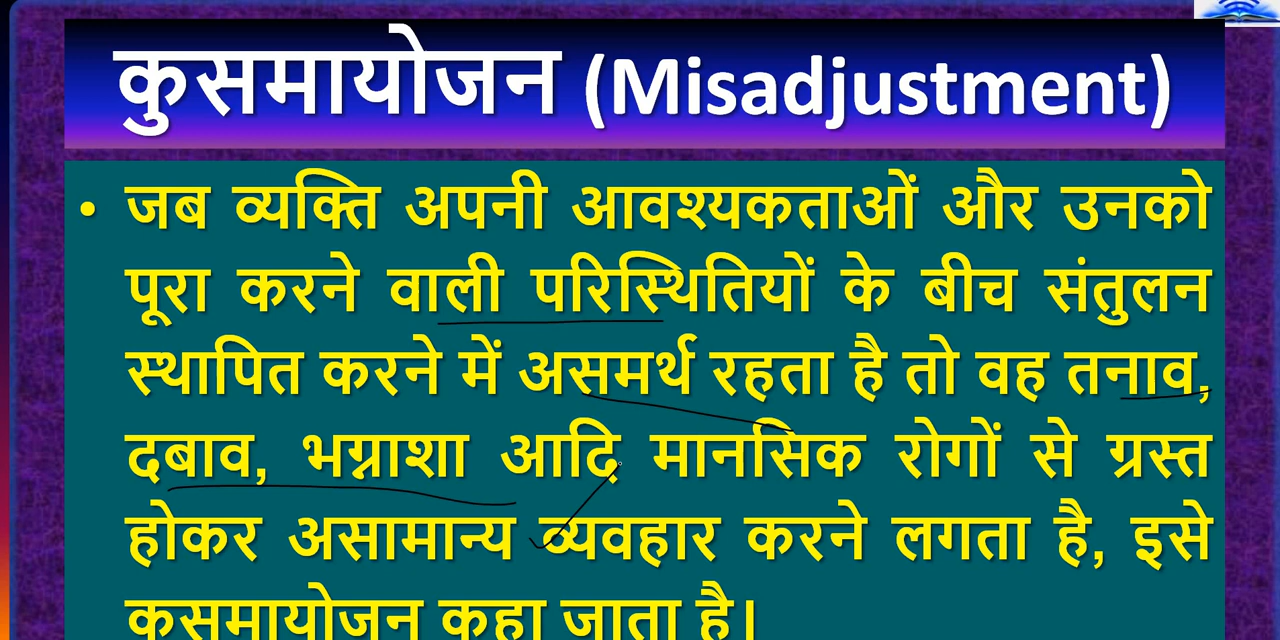 कुसमायोजन (Misadjustment)
• जब व्यक्ति अपनी आवश्यकताओं और उनको
पूरा करने वाली परिस्थितियों के बीच संतुलन
स्थापित करने में असमर्थ रहता है तो वह तनाव,
दबाव, भग्नाशा आदि मानसिक रोगों से ग्रस्त
होकर असामान्य व्यवहार करने लगता है, इसे
कुसमायोजन कहा जाता है।